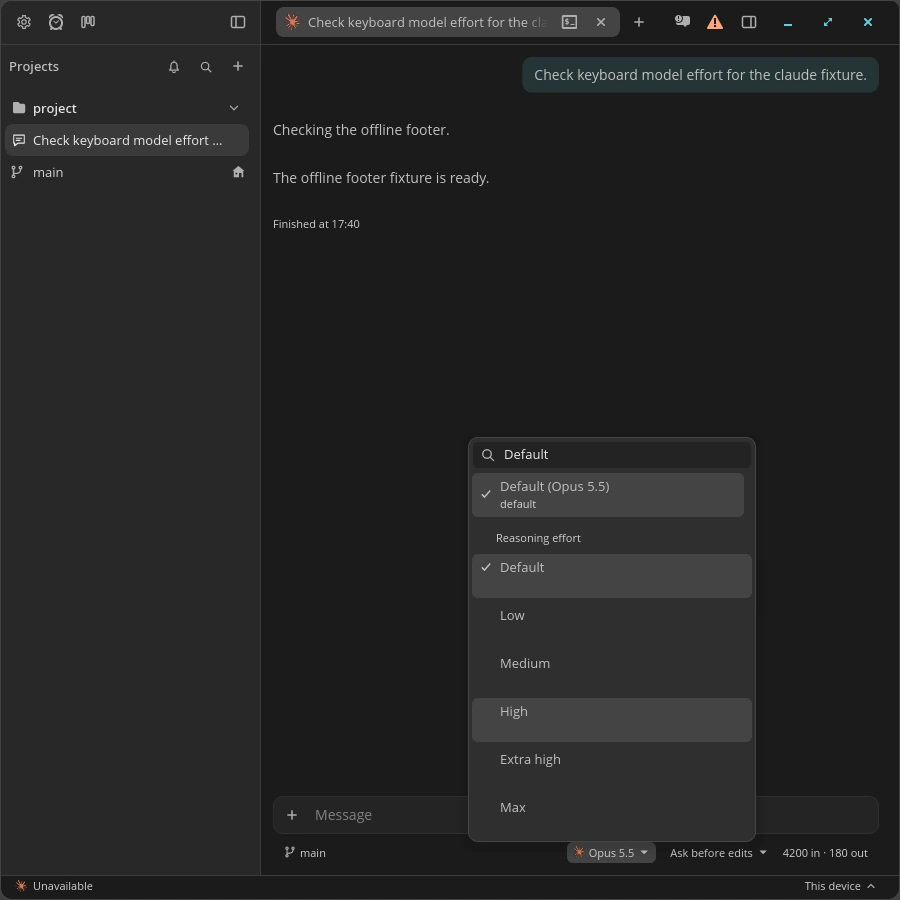 Check keyboard model effort for the cla
Projects
project
Check keyboard model effort ...
main
Check keyboard model effort for the claude fixture.
Checking the offline footer.
The offline footer fixture is ready.
Finished at 17:40
Default
Default (Opus 5.5)
default
Reasoning effort
Default
Low
Medium
High
Extra high
Max
Message
main
Opus 5.5
Ask before edits
4200 in · 180 out
Unavailable
This device